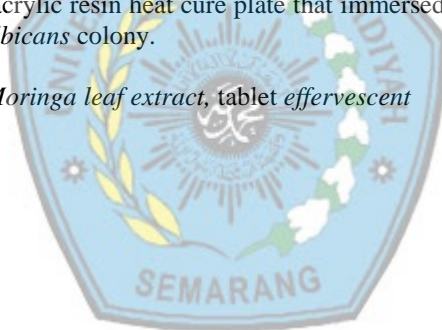 acrylic resin heat cure plate that immersed
bicans colony.
Moringa leaf extract, tablet effervescent
SEMARANG